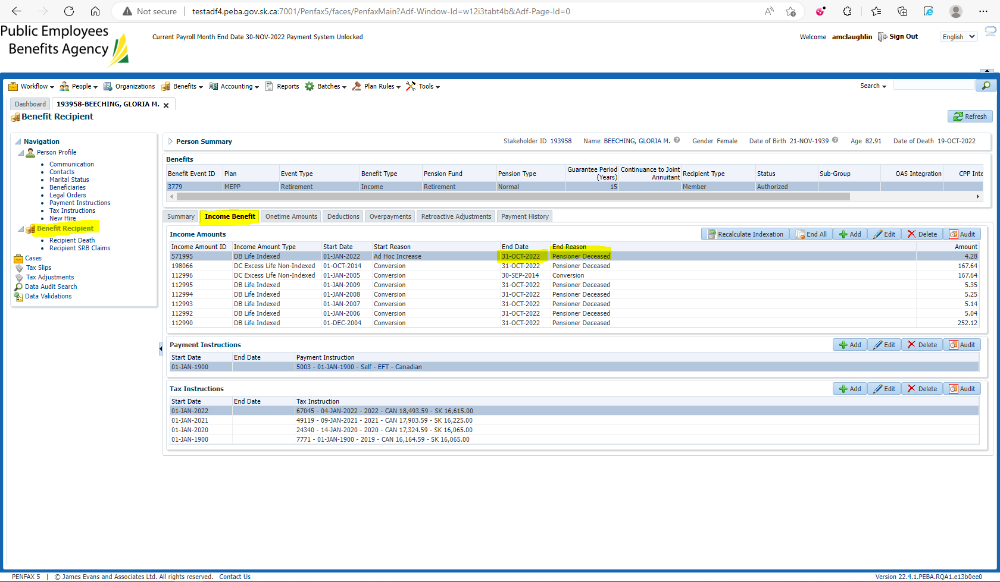 Not secure | testadf4.peba.gov.sk.ca:7001/Penfax5/faces/PenfaxMain?Adf-Window-Id=w12i3tabt4b&Adf-Page-Id=0
Public Employees
Benefits Agency
Current Payroll Month End Date 30-NOV-2022 Payment System Unlocked
Welcome amclaughlin Sign Out English
Workflow People Organizations Benefits Accounting Reports Batches Plan Rules Tools Search
Dashboard 193958-BEECHING, GLORIA M.
Benefit Recipient Refresh
Navigation
Person Profile
Communication
Contacts
Marital Status
Beneficiaries
Legal Orders
Payment Instructions
Tax Instructions
New Hire
Benefit Recipient
Recipient Death
Recipient SRB Claims
Cases
Tax Slips
Tax Adjustments
Data Audit Search
Data Validations
Person Summary Stakeholder ID 193958 Name BEECHING, GLORIA M. Gender Female Date of Birth 21-NOV-1939 Age 82.91 Date of Death 19-OCT-2022
Benefits
Benefit Event ID Plan Event Type Benefit Type Pension Fund Pension Type Guarantee Period (Years) Continuance to Joint Annuitant Recipient Type Status Sub-Group OAS Integration CPP Inte
3779 MEPP Retirement Income Retirement Normal 15 Member Authorized
Summary Income Benefit Onetime Amounts Deductions Overpayments Retroactive Adjustments Payment History
Income Amounts Recalculate Indexation End All Add Edit Delete Audit
Income Amount ID Income Amount Type Start Date Start Reason End Date End Reason Amount
571995 DB Life Indexed 01-JAN-2022 Ad Hoc Increase 31-OCT-2022 Pensioner Deceased 4.28
198066 DC Excess Life Non-Indexed 01-OCT-2014 Conversion 31-OCT-2022 Pensioner Deceased 167.64
112996 DC Excess Life Non-Indexed 01-JAN-2005 Conversion 30-SEP-2014 Conversion 167.64
112995 DB Life Indexed 01-JAN-2009 Conversion 31-OCT-2022 Pensioner Deceased 5.35
112994 DB Life Indexed 01-JAN-2008 Conversion 31-OCT-2022 Pensioner Deceased 5.25
112993 DB Life Indexed 01-JAN-2007 Conversion 31-OCT-2022 Pensioner Deceased 5.14
112992 DB Life Indexed 01-JAN-2006 Conversion 31-OCT-2022 Pensioner Deceased 5.04
112990 DB Life Indexed 01-DEC-2004 Conversion 31-OCT-2022 Pensioner Deceased 252.12
Payment Instructions Add Edit Delete Audit
Start Date End Date Payment Instruction
01-JAN-1900 5003 - 01-JAN-1900 - Self - EFT - Canadian
Tax Instructions Add Edit Delete Audit
Start Date End Date Tax Instruction
01-JAN-2022 67045 - 04-JAN-2022 - 2022 - CAN 18,493.59 - SK 16,615.00
01-JAN-2021 49119 - 09-JAN-2021 - 2021 - CAN 17,903.59 - SK 16,225.00
01-JAN-2020 24340 - 14-JAN-2020 - 2020 - CAN 17,324.59 - SK 16,065.00
01-JAN-1900 7771 - 01-JAN-1900 - 2019 - CAN 16,164.59 - SK 16,065.00
PENFAX 5 | © James Evans and Associates Ltd. All rights reserved. Contact Us Version 22.4.1.PEBA.RQA1.e13b0ee0